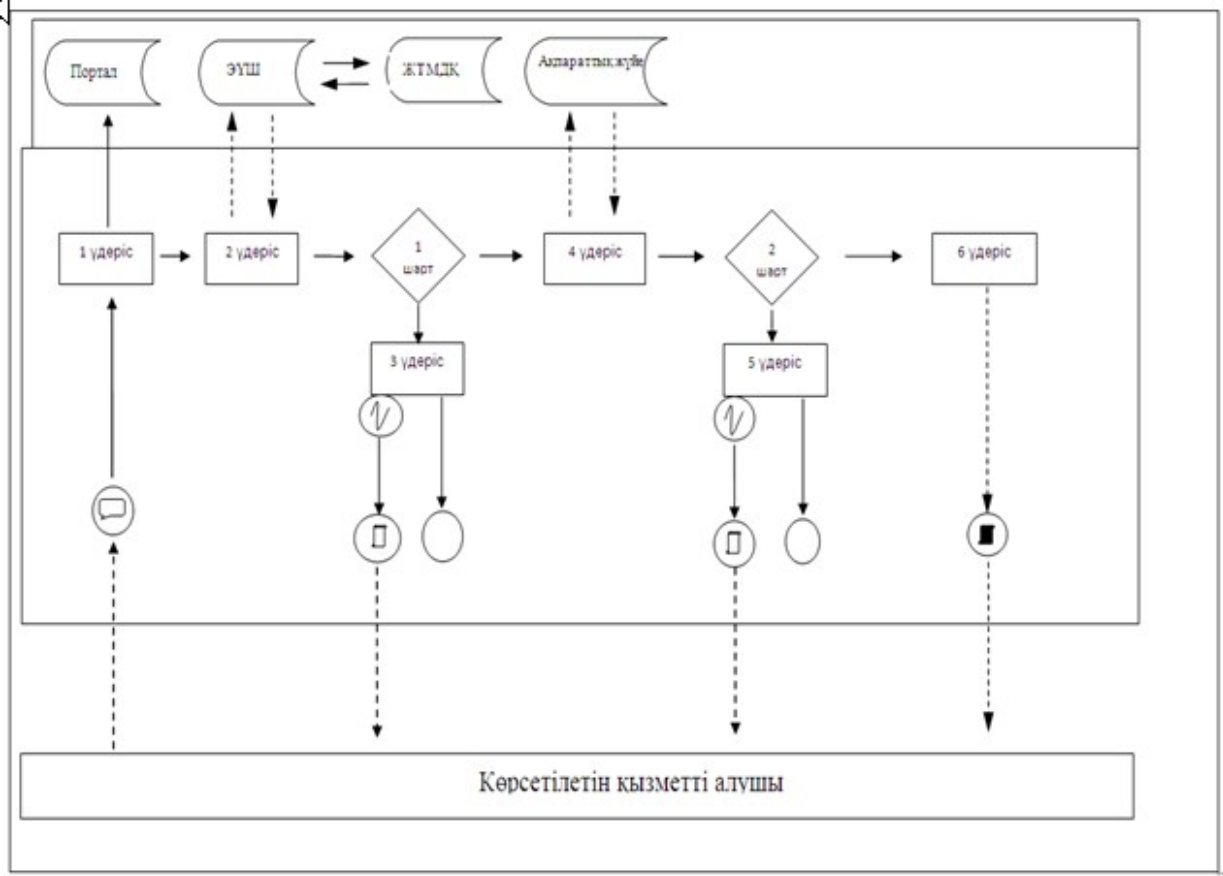 Портал
ЭҮШ
ЖТМДҚ
Ақпараттық жүйе
1 үдеріс
2 үдеріс
1
шарт
4 үдеріс
2
шарт
6 үдеріс
3 үдеріс
5 үдеріс
Көрсетілетін қызметті алушы